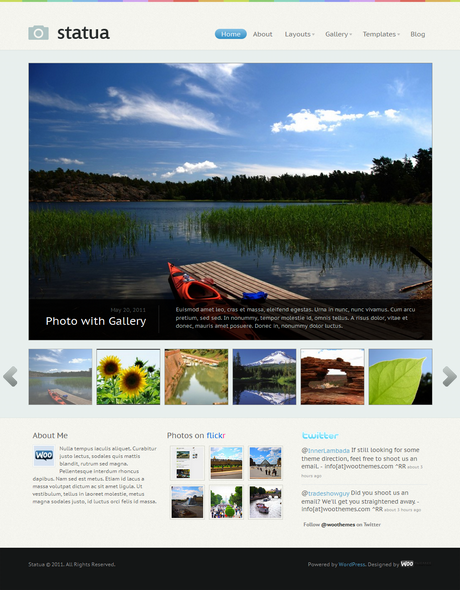 statua
Home About Layouts Gallery Templates Blog
May 20, 2011
Photo with Gallery
Euismod amet leo, cras et massa, eleifend egestas. Urna in nunc, nunc vivamus. Cum arcu
pretium, sed sed. In nonummy, tempor molestie id, omnis tellus. A risus dolor, vitae et
donec, mauris amet posuere. Donec in, nonummy dolor luctus.
About Me
WOO
Nulla tempus iaculis aliquet. Curabitur
justo lectus, sodales quis mattis
blandit, rutrum sed magna.
Pellentesque interdum rhoncus
dapibus. Nam sed est metus. Etiam id lacus a
massa volutpat dictum ac sit amet ligula. Ut
vestibulum, tellus in laoreet molestie, metus
magna sodales justo, id luctus orci felis id massa.
Photos on flickr
twitter
@InnerLambada If still looking for some
theme direction, feel free to shoot us an
email. - info[at]woothemes.com ^RR about 3
hours ago
@tradeshowguy Did you shoot us an
email? We'll get you straightened away. -
info[at]woothemes.com ^RR about 3 hours ago
Follow @woothemes on Twitter
Statua © 2011. All Rights Reserved.
Powered by WordPress. Designed by WOO